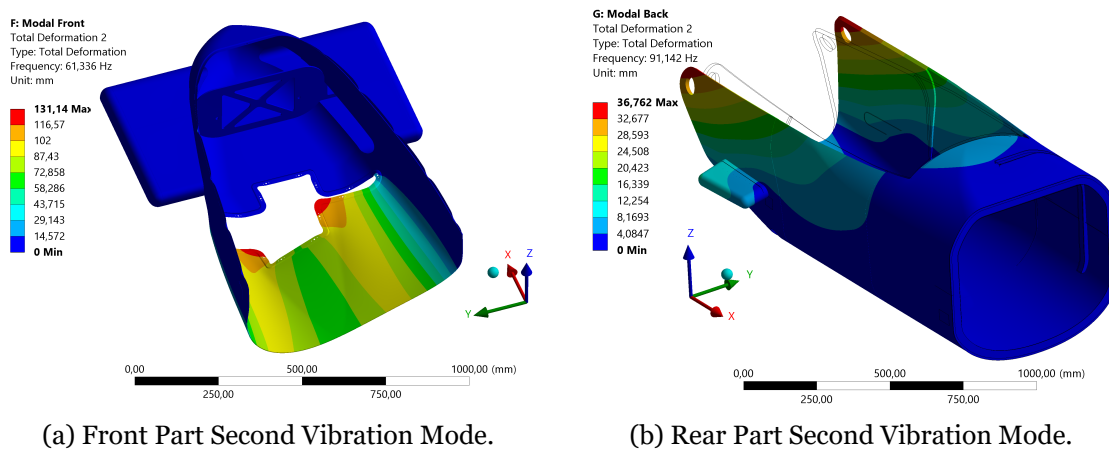 F: Modal Front
Total Deformation 2
Type: Total Deformation
Frequency: 61,336 Hz
Unit: mm
131,14 Max
116,57
102
87,43
72,858
58,286
43,715
29,143
14,572
0 Min
X
Z
Y
0,00
500,00
1000,00 (mm)
250,00
750,00
(a) Front Part Second Vibration Mode.
G: Modal Back
Total Deformation 2
Type: Total Deformation
Frequency: 91,142 Hz
Unit: mm
36,762 Max
32,677
28,593
24,508
20,423
16,339
12,254
8,1693
4,0847
0 Min
Z
Y
X
0,00
500,00
1000,00 (mm)
250,00
750,00
(b) Rear Part Second Vibration Mode.